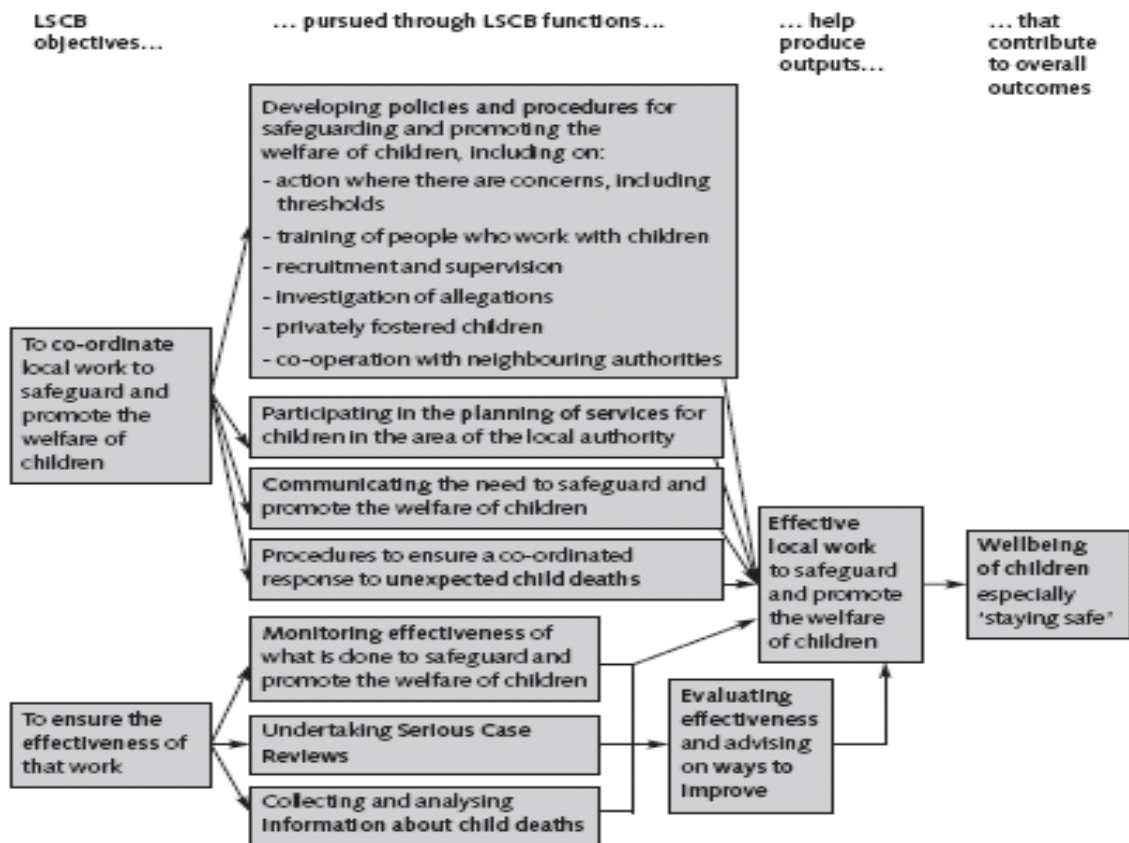 LSCB
objectives...
... pursued through LSCB functions...
... help
produce
outputs...
... that
contribute
to overall
outcomes
Developing policies and procedures for
safeguarding and promoting the
welfare of children, including on:
- action where there are concerns, including
thresholds
- training of people who work with children
- recruitment and supervision
- investigation of allegations
- privately fostered children
- co-operation with neighbouring authorities
To co-ordinate
local work to
safeguard and
promote the
welfare of
children
Participating in the planning of services for
children in the area of the local authority
Communicating the need to safeguard and
promote the welfare of children
Procedures to ensure a co-ordinated
response to unexpected child deaths
Effective
local work
to safeguard
and promote
the welfare
of children
Wellbeing
of children
especially
‘staying safe’
To ensure the
effectiveness of
that work
Monitoring effectiveness of
what is done to safeguard and
promote the welfare of children
Undertaking Serious Case
Reviews
Collecting and analysing
information about child deaths
Evaluating
effectiveness
and advising
on ways to
improve